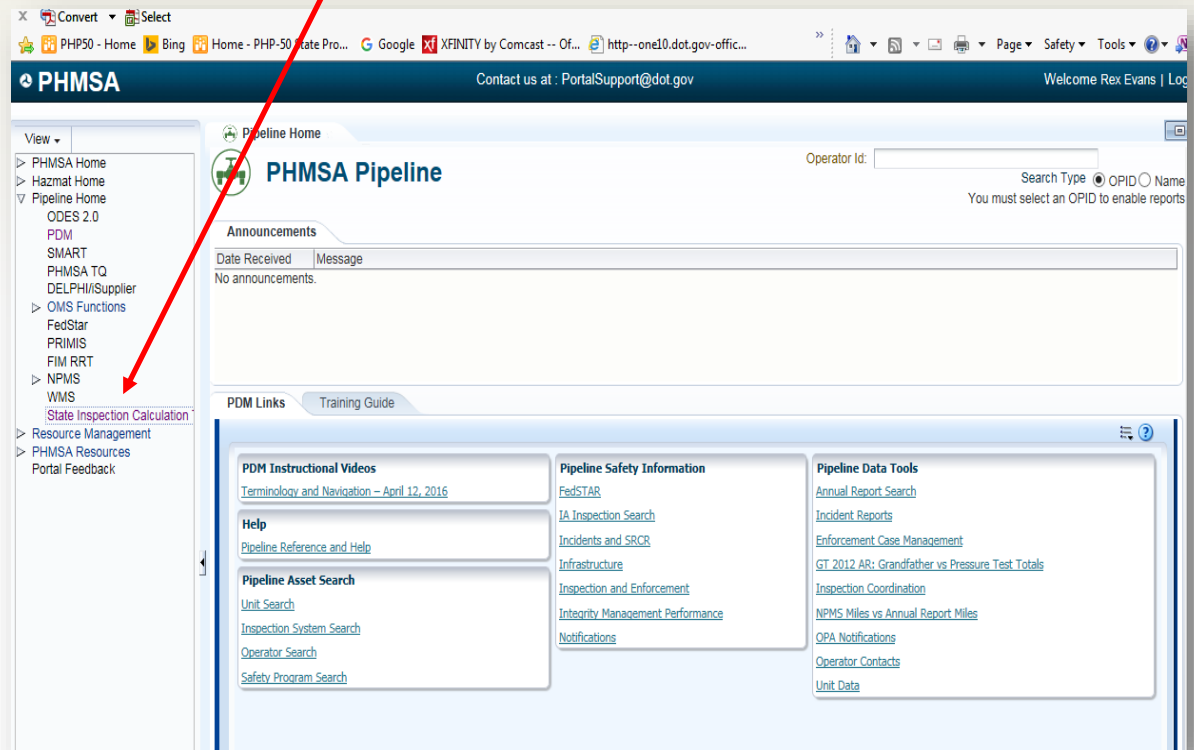 X Convert Select
PHP50 - Home Bing Home - PHP-50 State Pro... Google XFINITY by Comcast -- Of... http--one10.dot.gov-offic... » Page Safety Tools
PHMSA Contact us at : PortalSupport@dot.gov Welcome Rex Evans | Log
View
Pipeline Home
PHMSA Home
Hazmat Home
Pipeline Home
ODES 2.0
PDM
SMART
PHMSA TQ
DELPHI/iSupplier
OMS Functions
FedStar
PRIMIS
FIM RRT
NPMS
WMS
State Inspection Calculation
Resource Management
PHMSA Resources
Portal Feedback
PHMSA Pipeline
Operator Id:
Search Type OPID Name
You must select an OPID to enable reports
Announcements
Date Received Message
No announcements.
PDM Links Training Guide
PDM Instructional Videos
Terminology and Navigation – April 12, 2016
Help
Pipeline Reference and Help
Pipeline Asset Search
Unit Search
Inspection System Search
Operator Search
Safety Program Search
Pipeline Safety Information
FedSTAR
IA Inspection Search
Incidents and SRCR
Infrastructure
Inspection and Enforcement
Integrity Management Performance
Notifications
Pipeline Data Tools
Annual Report Search
Incident Reports
Enforcement Case Management
GT 2012 AR: Grandfather vs Pressure Test Totals
Inspection Coordination
NPMS Miles vs Annual Report Miles
OPA Notifications
Operator Contacts
Unit Data